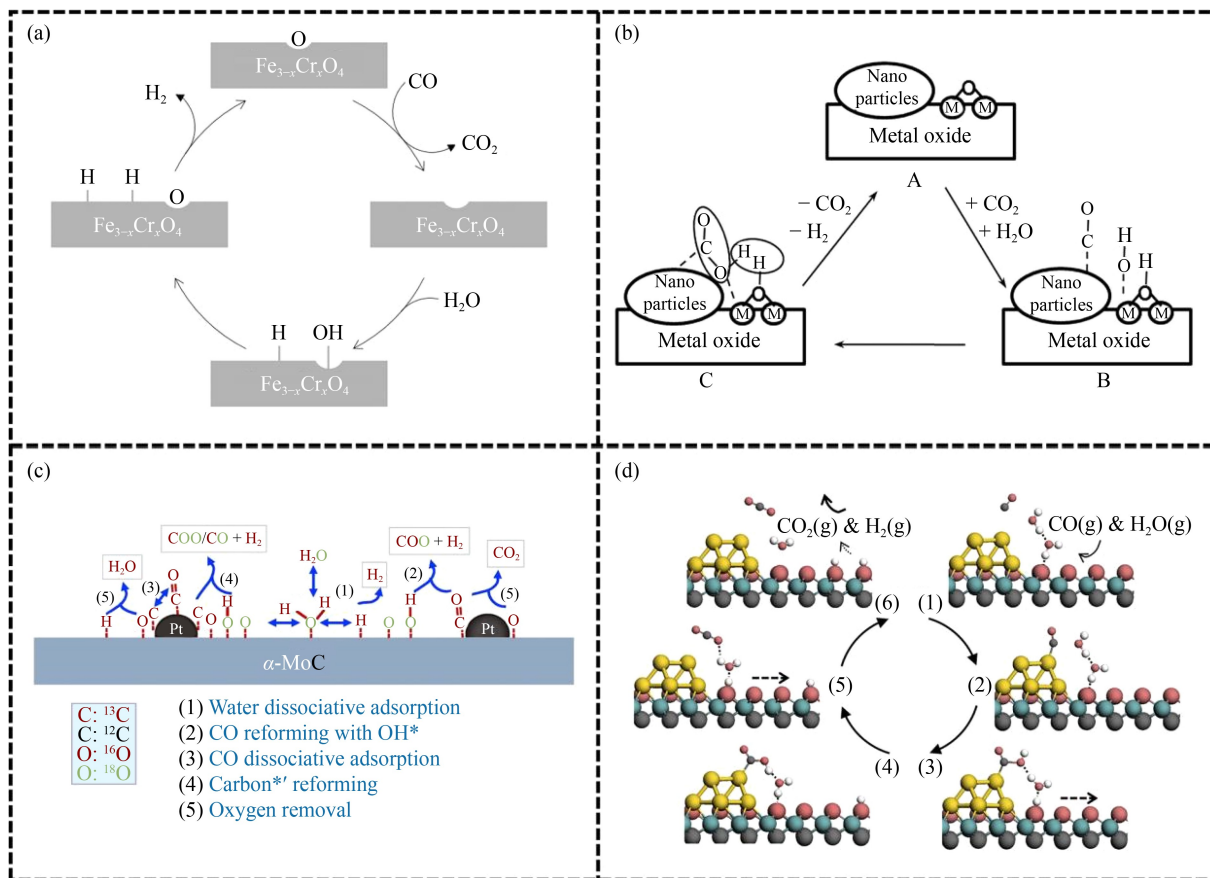 (a)
O
Fe3−xCrxO4
CO
H2
CO2
H H
O
Fe3−xCrxO4
Fe3−xCrxO4
H2O
H OH
Fe3−xCrxO4
(b)
Nano
particles
O
M M
Metal oxide
A
− CO2
− H2
+ CO2
+ H2O
O
C
O
H
H
O
Nano
particles
M M
Metal oxide
C
O
C
H
O
H
O
Nano
particles
M M
Metal oxide
B
(c)
COO/CO + H2
COO + H2
H2O
CO2
H2O
H2
(5)
(3)
(4)
(1)
(2)
(5)
O
C
H
H H
H
O
H
O C
C
O
O
O
O
H
O
O
C
O
Pt
Pt
α-MoC
C: 13C
C: 12C
O: 16O
O: 18O
(1) Water dissociative adsorption
(2) CO reforming with OH*
(3) CO dissociative adsorption
(4) Carbon*′ reforming
(5) Oxygen removal
(d)
CO2(g) & H2(g)
CO(g) & H2O(g)
(6) (1)
(5) (2)
(4) (3)